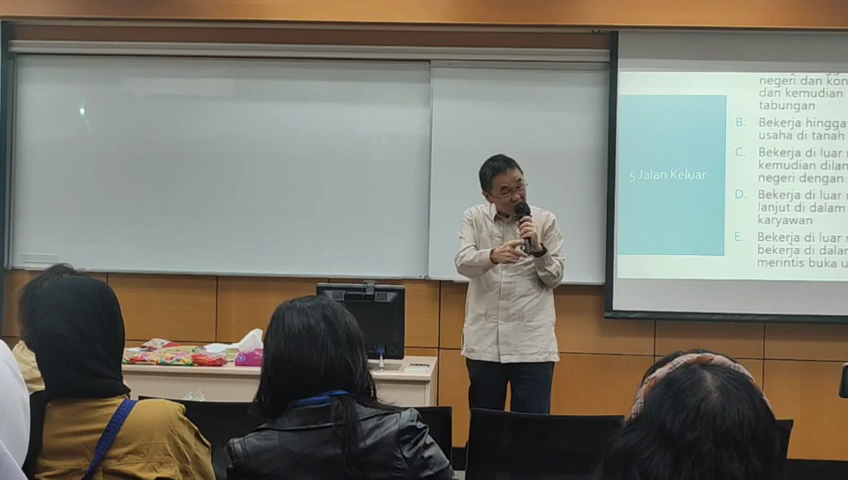 5 Jalan Keluar
negeri dan kon
dan kemudian
tabungan
B. Bekerja hingga
usaha di tanah
C. Bekerja di luar
kemudian dilan
negeri dengan
D. Bekerja di luar
lanjut di dalam
karyawan
E. Bekerja di luar
bekerja di dala
merintis buka u